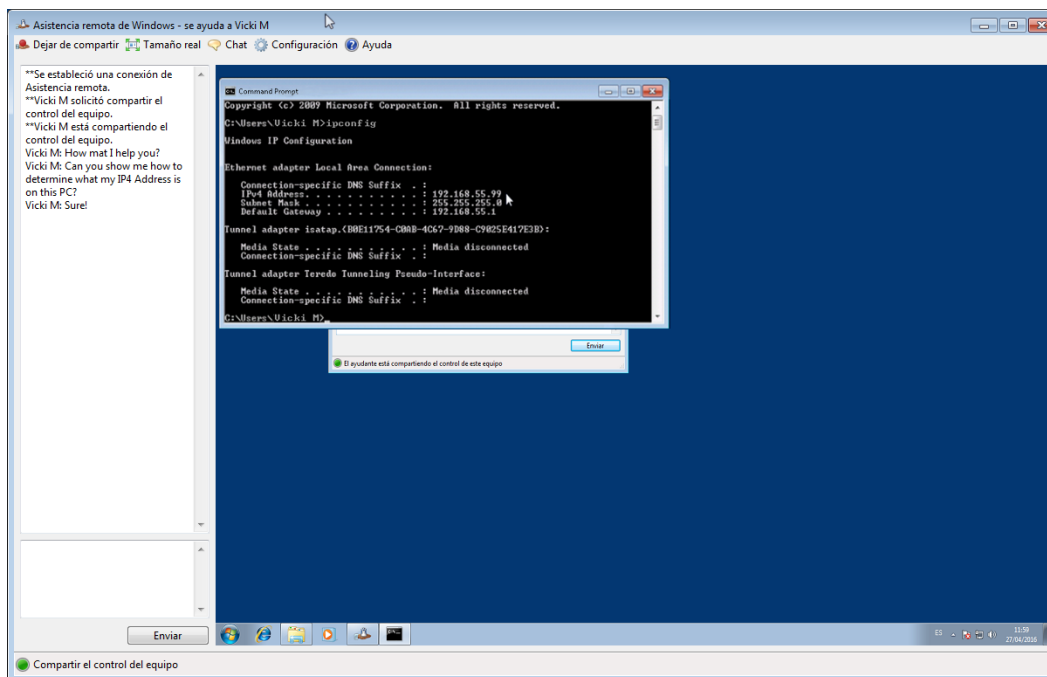 Asistencia remota de Windows - se ayuda a Vicki M
Dejar de compartir Tamaño real Chat Configuración Ayuda
**Se estableció una conexión de
Asistencia remota.
**Vicki M solicitó compartir el
control del equipo.
**Vicki M está compartiendo el
control del equipo.
Vicki M: How mat I help you?
Vicki M: Can you show me how to
determine what my IP4 Address is
on this PC?
Vicki M: Sure!
Enviar
Compartir el control del equipo
Command Prompt
Copyright (c) 2009 Microsoft Corporation.  All rights reserved.
C:\Users\Vicki M>ipconfig
Windows IP Configuration
Ethernet adapter Local Area Connection:
Connection-specific DNS Suffix  . :
IPv4 Address. . . . . . . . . . . : 192.168.55.99
Subnet Mask . . . . . . . . . . . : 255.255.255.0
Default Gateway . . . . . . . . . : 192.168.55.1
Tunnel adapter isatap.{B0E11754-C0AB-4C67-9D88-C9025E417E3B}:
Media State . . . . . . . . . . . : Media disconnected
Connection-specific DNS Suffix  . :
Tunnel adapter Teredo Tunneling Pseudo-Interface:
Media State . . . . . . . . . . . : Media disconnected
Connection-specific DNS Suffix  . :
C:\Users\Vicki M>_
Enviar
El ayudante está compartiendo el control de este equipo
ES
11:59
27/04/2016